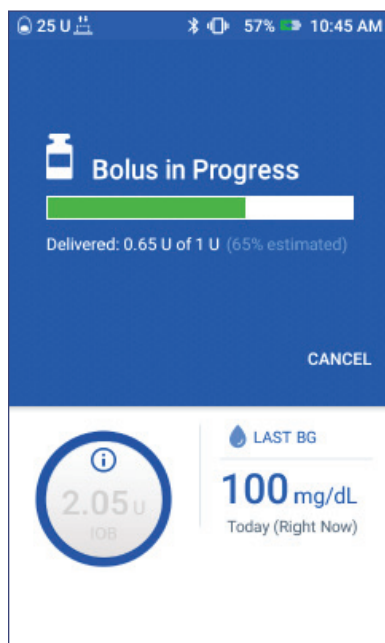 25 U 57% 10:45 AM
Bolus in Progress
Delivered: 0.65 U of 1 U (65% estimated)
CANCEL
2.05 U
IOB
LAST BG
100 mg/dL
Today (Right Now)